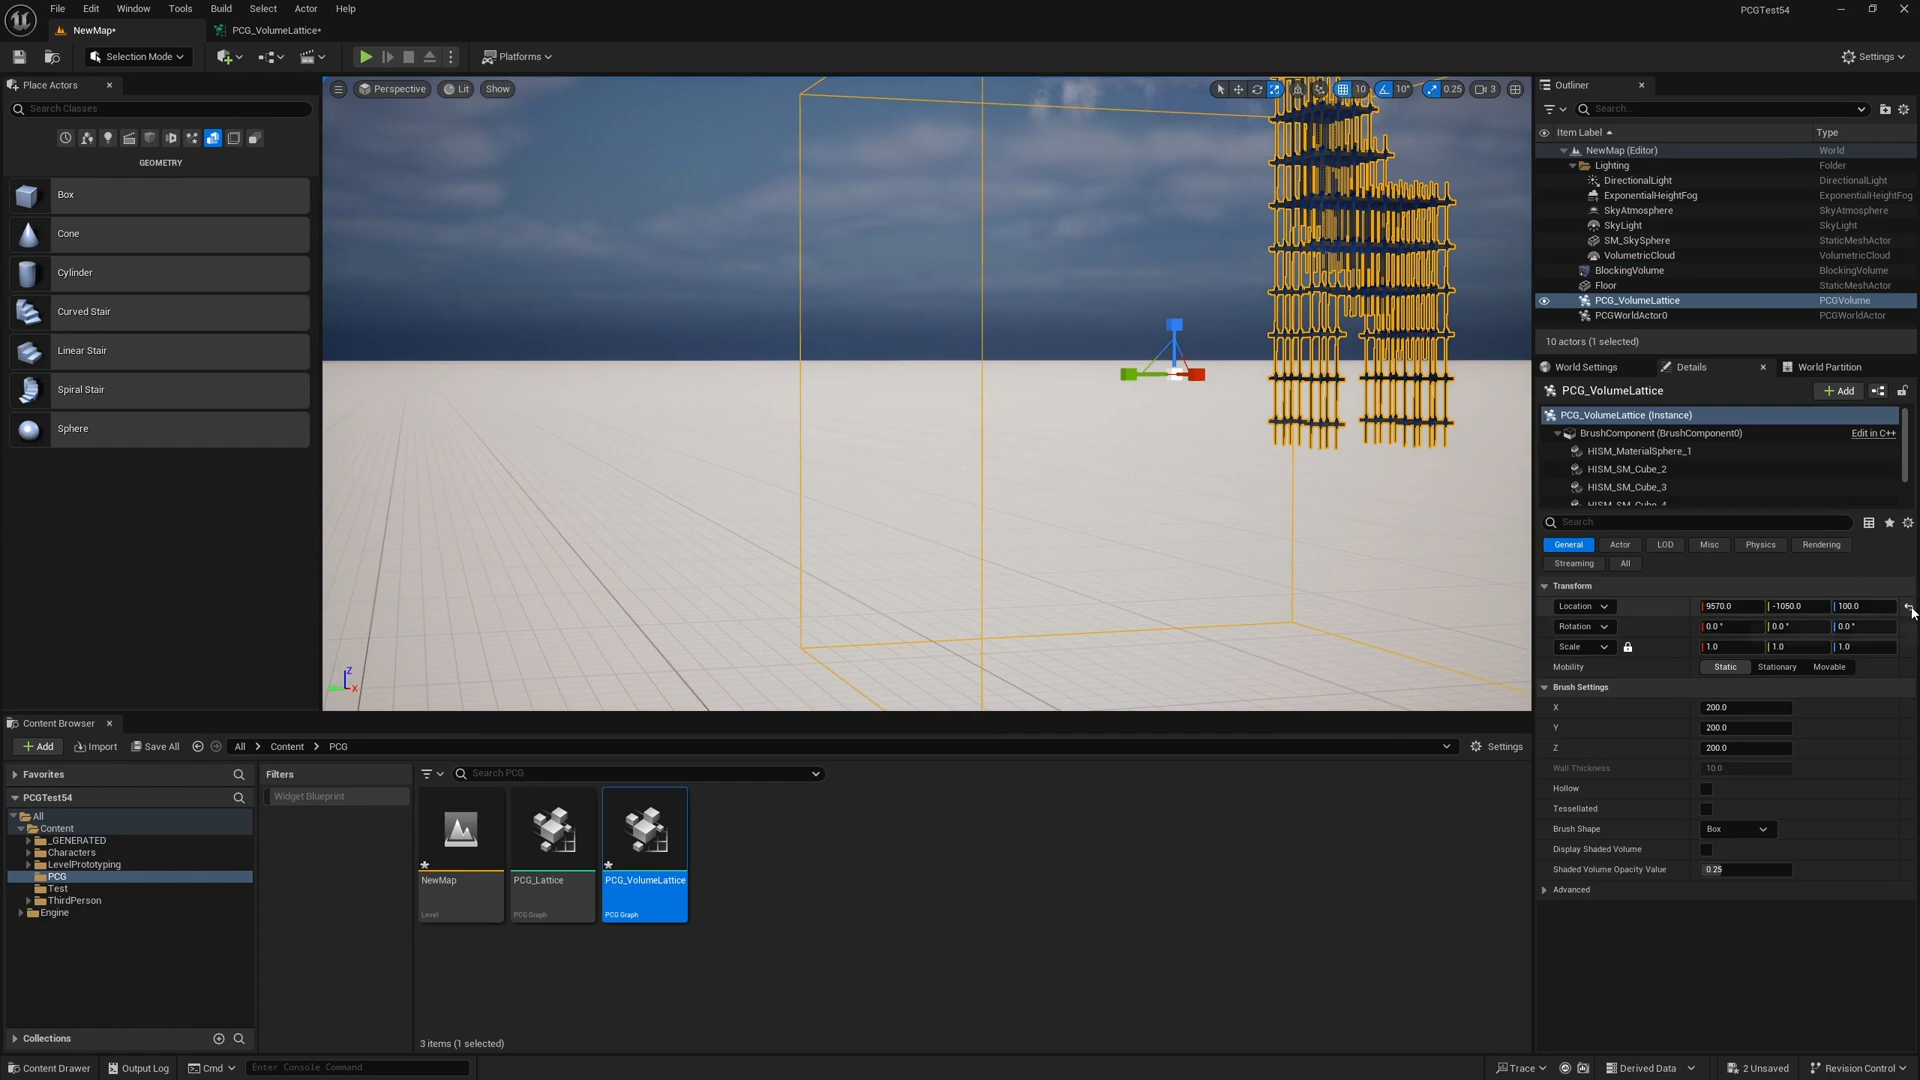 File Edit Window Tools Build Select Actor Help
PCGTest54
NewMap*
PCG_VolumeLattice*
Selection Mode
Platforms
Settings
Place Actors
Search Classes
GEOMETRY
Box
Cone
Cylinder
Curved Stair
Linear Stair
Spiral Stair
Sphere
Perspective
Lit
Show
10
10°
0.25
3
Z
X
Outliner
Search...
Item Label
Type
NewMap (Editor) World
Lighting Folder
DirectionalLight DirectionalLight
ExponentialHeightFog ExponentialHeightFog
SkyAtmosphere SkyAtmosphere
SkyLight SkyLight
SM_SkySphere StaticMeshActor
VolumetricCloud VolumetricCloud
BlockingVolume BlockingVolume
Floor StaticMeshActor
PCG_VolumeLattice PCGVolume
PCGWorldActor0 PCGWorldActor
10 actors (1 selected)
World Settings
Details
World Partition
PCG_VolumeLattice
Add
PCG_VolumeLattice (Instance)
BrushComponent (BrushComponent0) Edit in C++
HISM_MaterialSphere_1
HISM_SM_Cube_2
HISM_SM_Cube_3
HISM_SM_Cube_4
Search
General Actor LOD Misc Physics Rendering
Streaming All
Transform
Location 9570.0 -1050.0 100.0
Rotation 0.0 ° 0.0 ° 0.0 °
Scale 1.0 1.0 1.0
Mobility Static Stationary Movable
Brush Settings
X 200.0
Y 200.0
Z 200.0
Wall Thickness 10.0
Hollow
Tessellated
Brush Shape Box
Display Shaded Volume
Shaded Volume Opacity Value 0.25
Advanced
Content Browser
Add
Import
Save All
All
Content
PCG
Settings
Favorites
PCGTest54
All
Content
_GENERATED
Characters
LevelPrototyping
PCG
Test
ThirdPerson
Engine
Collections
Filters
Widget Blueprint
Search PCG
NewMap
Level
PCG_Lattice
PCG Graph
PCG_VolumeLattice
PCG Graph
3 items (1 selected)
Content Drawer
Output Log
Cmd
Enter Console Command
Trace
Derived Data
2 Unsaved
Revision Control